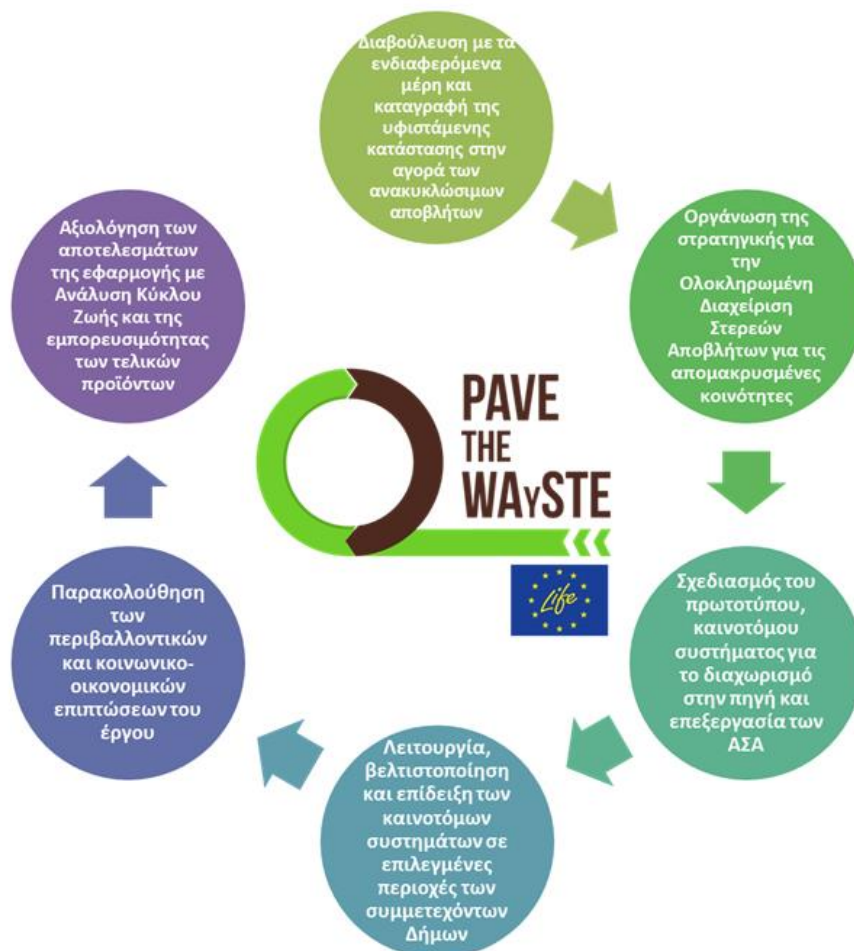 Διαβούλευση με τα
ενδιαφερόμενα
μέρη και
καταγραφή της
υφιστάμενης
κατάστασης στην
αγορά των
ανακυκλώσιμων
αποβλήτων
Οργάνωση της
στρατηγικής για
την
Ολοκληρωμένη
Διαχείριση
Στερεών
Αποβλήτων για τις
απομακρυσμένες
κοινότητες
Σχεδιασμός του
πρωτοτύπου,
καινοτόμου
συστήματος για
το διαχωρισμό
στην πηγή και
επεξεργασία των
ΑΣΑ
Λειτουργία,
βελτιστοποίηση
και επίδειξη των
καινοτόμων
συστημάτων σε
επιλεγμένες
περιοχές των
συμμετεχόντων
Δήμων
Παρακολούθηση
των
περιβαλλοντικών
και κοινωνικο-
οικονομικών
επιπτώσεων του
έργου
Αξιολόγηση των
αποτελεσμάτων
της εφαρμογής με
Ανάλυση Κύκλου
Ζωής και της
εμπορευσιμότητας
των τελικών
προϊόντων
PAVE
THE
WAySTE
Life